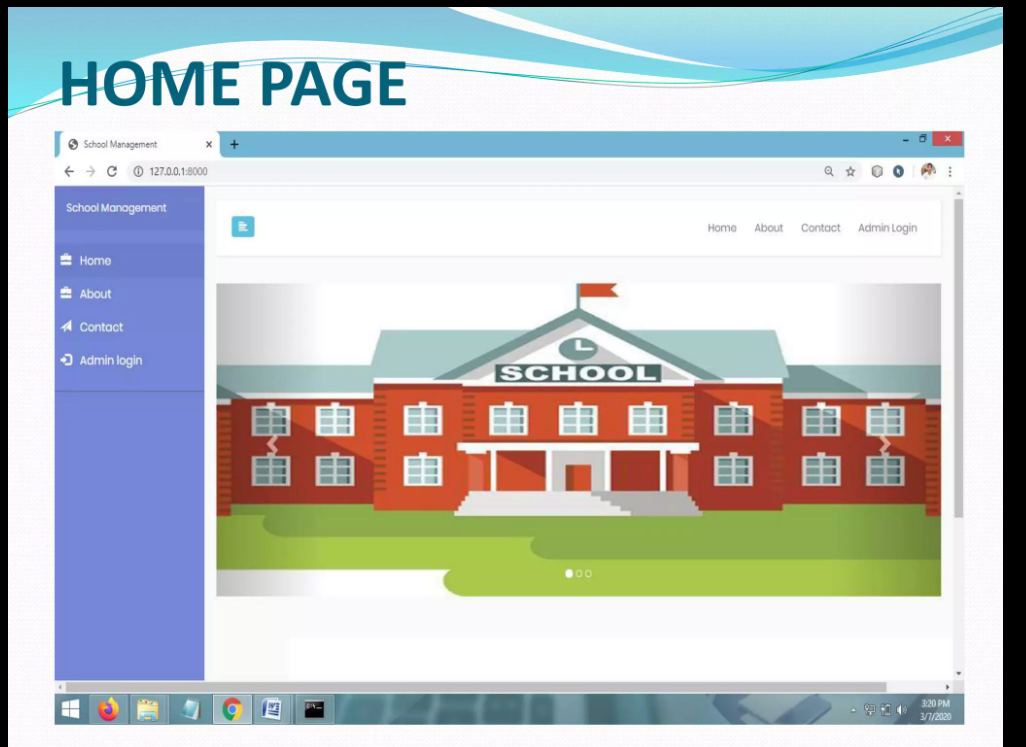 HOME PAGE
School Management
127.0.0.1:8000
School Management
Home About Contact Admin Login
Home
About
Contact
Admin login
SCHOOL
3:20 PM
3/7/2020